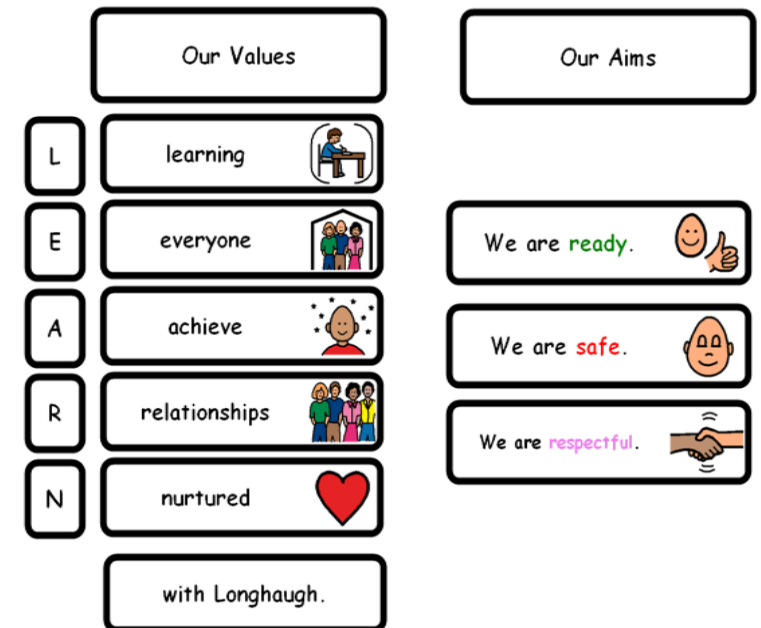 Our Values
L learning
E everyone
A achieve
R relationships
N nurtured
with Longhaugh.
Our Aims
We are ready.
We are safe.
We are respectful.